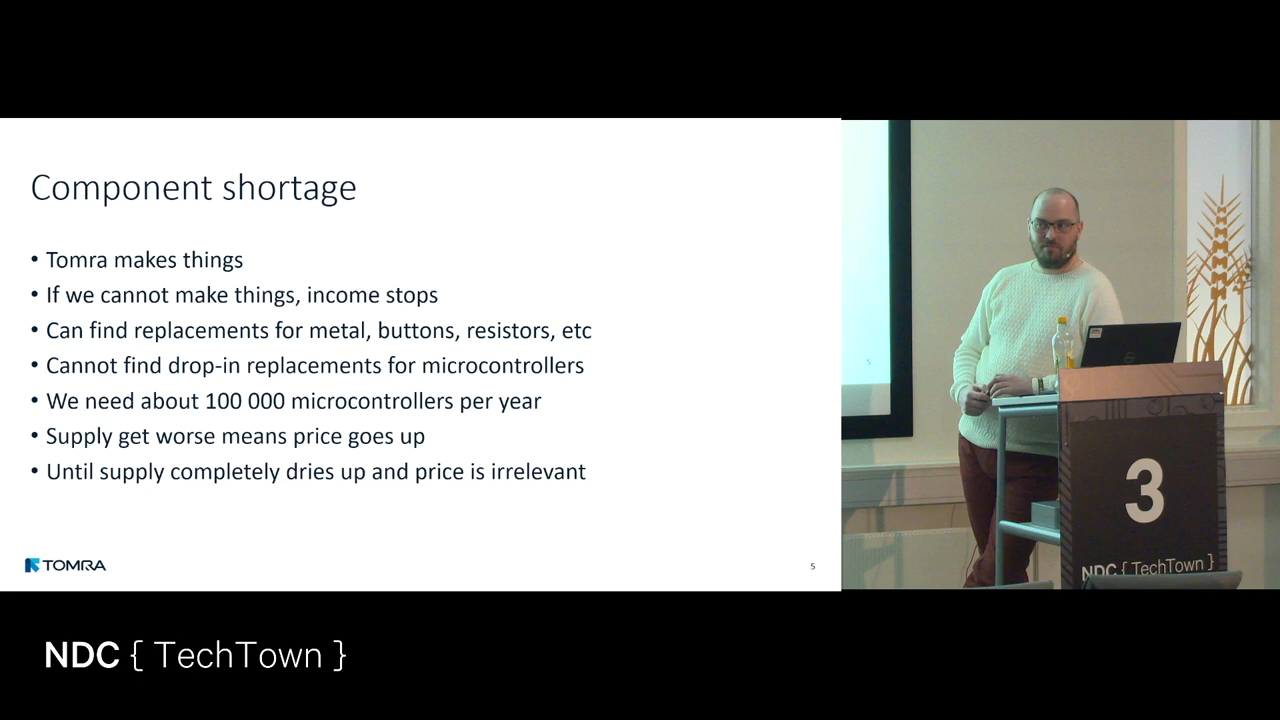 Component shortage
• Tomra makes things
• If we cannot make things, income stops
• Can find replacements for metal, buttons, resistors, etc
• Cannot find drop-in replacements for microcontrollers
• We need about 100 000 microcontrollers per year
• Supply get worse means price goes up
• Until supply completely dries up and price is irrelevant
TOMRA
5
3
NDC { TechTown }
NDC { TechTown }